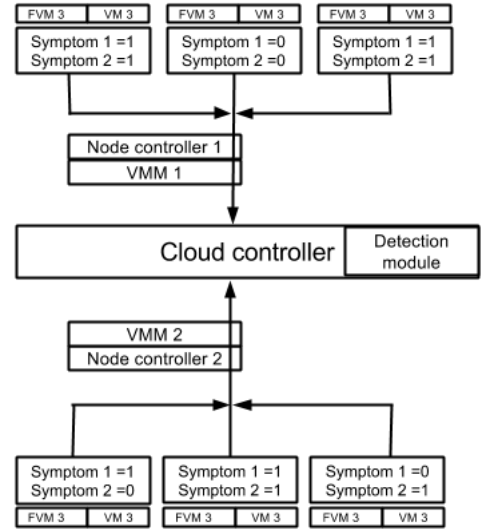 FVM 3 VM 3 FVM 3 VM 3 FVM 3 VM 3
Symptom 1 =1 Symptom 1 =0 Symptom 1 =1
Symptom 2 =1 Symptom 2 =0 Symptom 2 =1
Node controller 1
VMM 1
Cloud controller
Detection
module
VMM 2
Node controller 2
Symptom 1 =1 Symptom 1 =1 Symptom 1 =0
Symptom 2 =0 Symptom 2 =1 Symptom 2 =1
FVM 3 VM 3 FVM 3 VM 3 FVM 3 VM 3